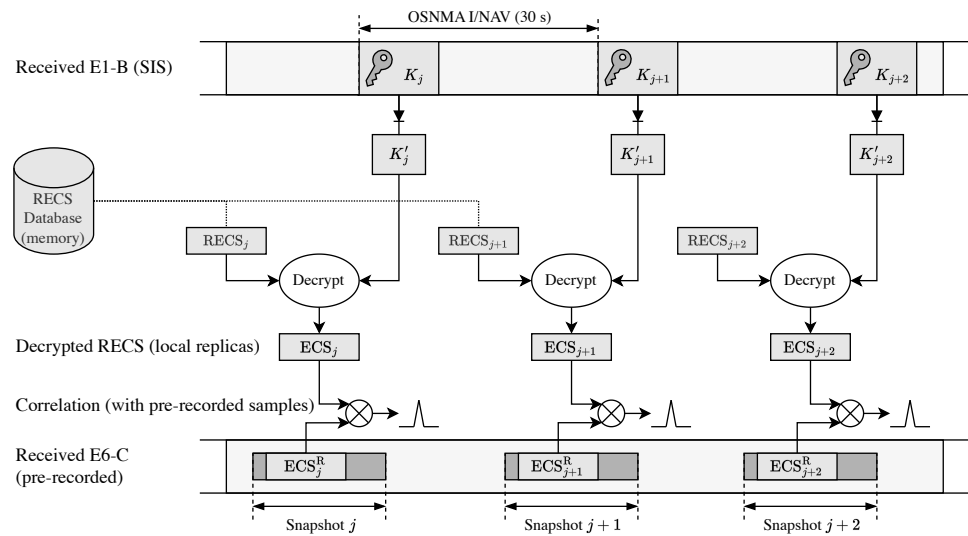 OSNMA I/NAV (30 s)
Received E1-B (SIS)
K_j
K_{j+1}
K_{j+2}
K'_j
K'_{j+1}
K'_{j+2}
RECS
Database
(memory)
RECS_j
RECS_{j+1}
RECS_{j+2}
Decrypt
Decrypt
Decrypt
Decrypted RECS (local replicas)
ECS_j
ECS_{j+1}
ECS_{j+2}
Correlation (with pre-recorded samples)
Received E6-C
(pre-recorded)
ECS^R_j
ECS^R_{j+1}
ECS^R_{j+2}
Snapshot j
Snapshot j + 1
Snapshot j + 2